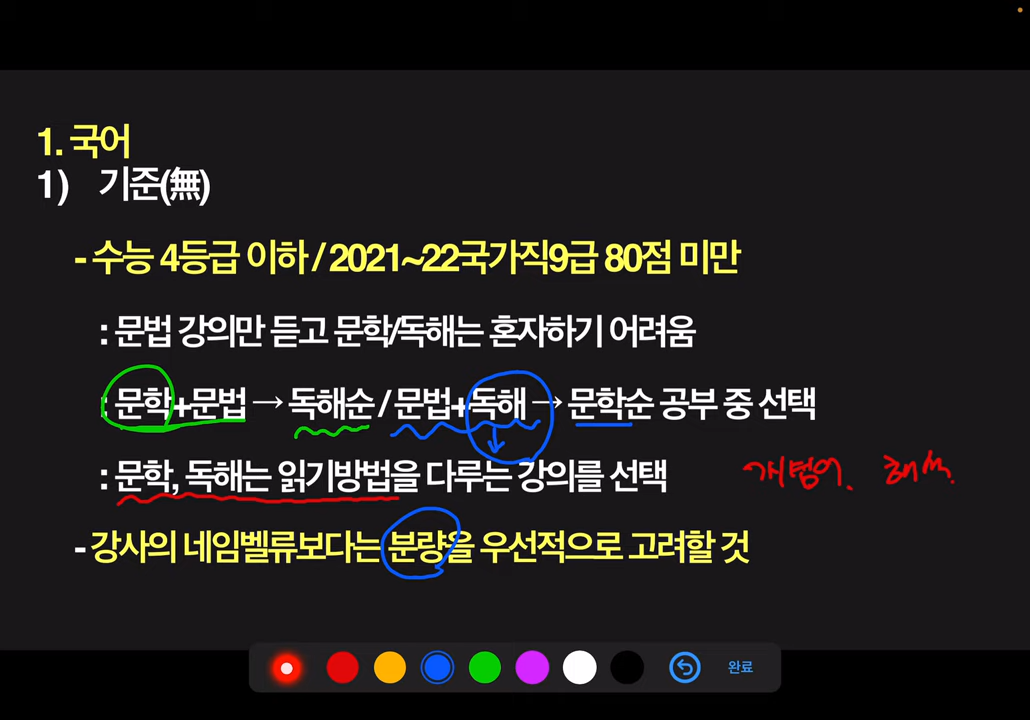 1. 국어
1) 기준(無)
- 수능 4등급 이하 / 2021~22국가직9급 80점 미만
: 문법 강의만 듣고 문학/독해는 혼자하기 어려움
: 문학+문법 → 독해순 / 문법+독해 → 문학순 공부 중 선택
: 문학, 독해는 읽기방법을 다루는 강의를 선택
- 강사의 네임벨류보다는 분량을 우선적으로 고려할 것
완료